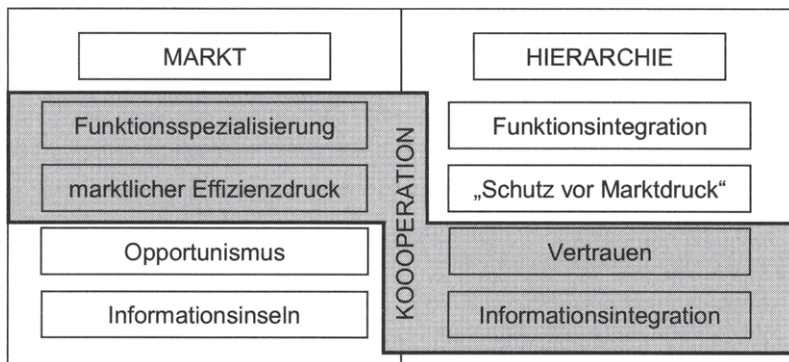 MARKT
HIERARCHIE
Funktionsspezialisierung
Funktionsintegration
marktlicher Effizienzdruck
„Schutz vor Marktdruck“
KOOOPERATION
Opportunismus
Vertrauen
Informationsinseln
Informationsintegration